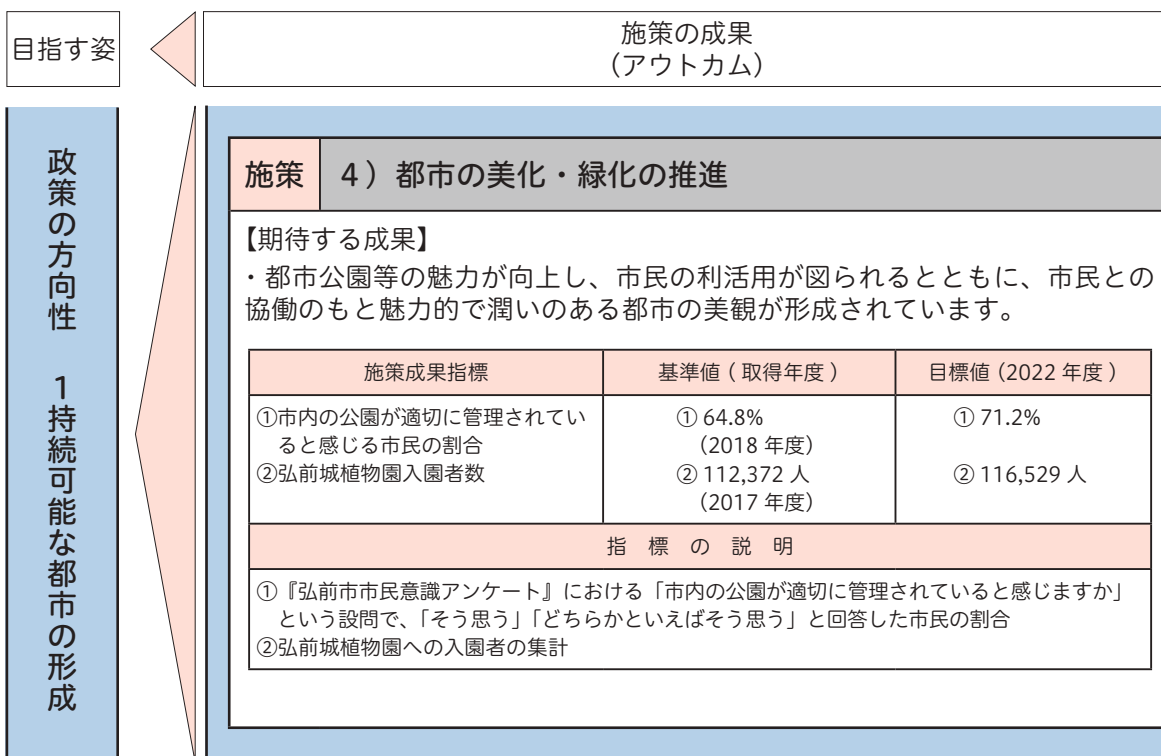 目指す姿
施策の成果
（アウトカム）
政策の方向性　１持続可能な都市の形成
施策　４）都市の美化・緑化の推進
【期待する成果】
・都市公園等の魅力が向上し、市民の利活用が図られるとともに、市民との
協働のもと魅力的で潤いのある都市の美観が形成されています。
施策成果指標　基準値（取得年度）　目標値（2022 年度）
①市内の公園が適切に管理されてい　① 64.8%　① 71.2%
ると感じる市民の割合　（2018 年度）
②弘前城植物園入園者数　② 112,372 人　② 116,529 人
（2017 年度）
指　標　の　説　明
①『弘前市市民意識アンケート』における「市内の公園が適切に管理されていると感じますか」
という設問で、「そう思う」「どちらかといえばそう思う」と回答した市民の割合
②弘前城植物園への入園者の集計